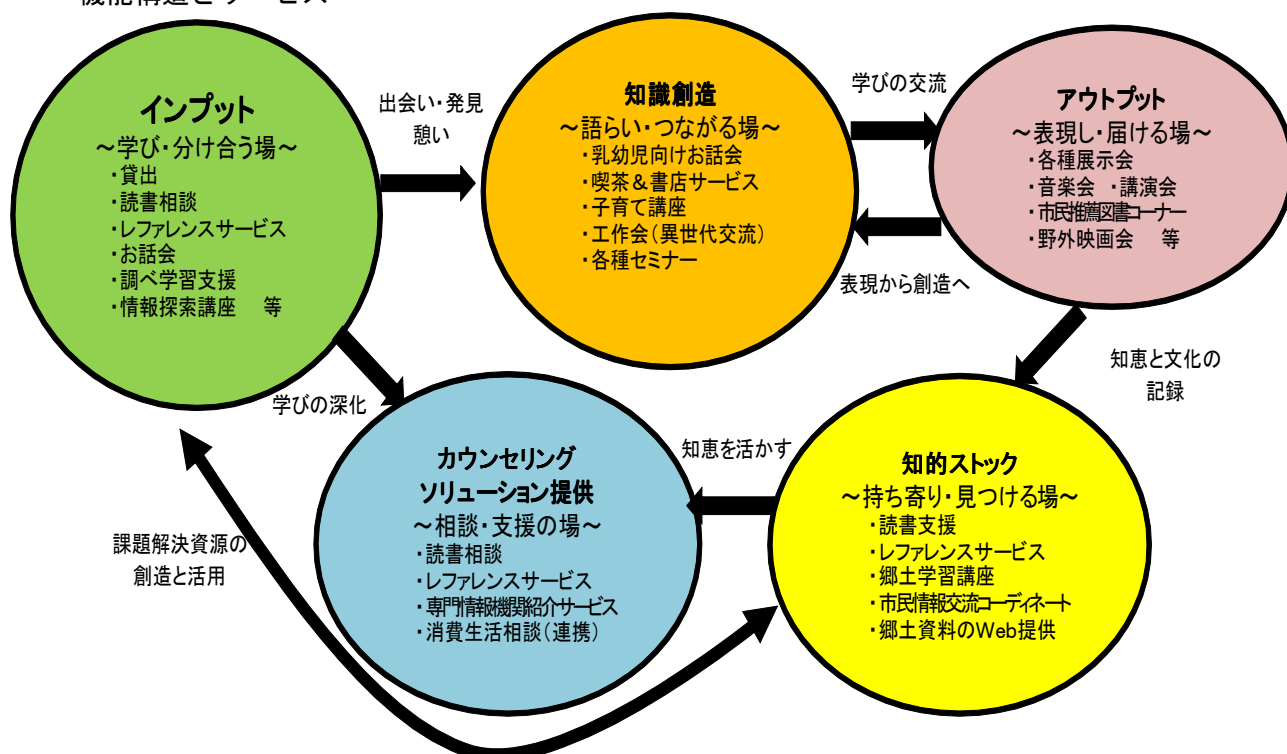 機能構造とサービス
インプット
～学び・分け合う場～
・貸出
・読書相談
・レファレンスサービス
・お話会
・調べ学習支援
・情報探索講座　等
出会い・発見
憩い
知識創造
～語らい・つながる場～
・乳幼児向けお話会
・喫茶＆書店サービス
・子育て講座
・工作会（異世代交流）
・各種セミナー
学びの交流
表現から創造へ
アウトプット
～表現し・届ける場～
・各種展示会
・音楽会　・講演会
・市民推薦図書コーナー
・野外映画会　等
知恵と文化の
記録
学びの深化
カウンセリング
ソリューション提供
～相談・支援の場～
・読書相談
・レファレンスサービス
・専門情報機関紹介サービス
・消費生活相談（連携）
知恵を活かす
知的ストック
～持ち寄り・見つける場～
・読書支援
・レファレンスサービス
・郷土学習講座
・市民情報交流コーディネート
・郷土資料のWeb提供
課題解決資源の
創造と活用